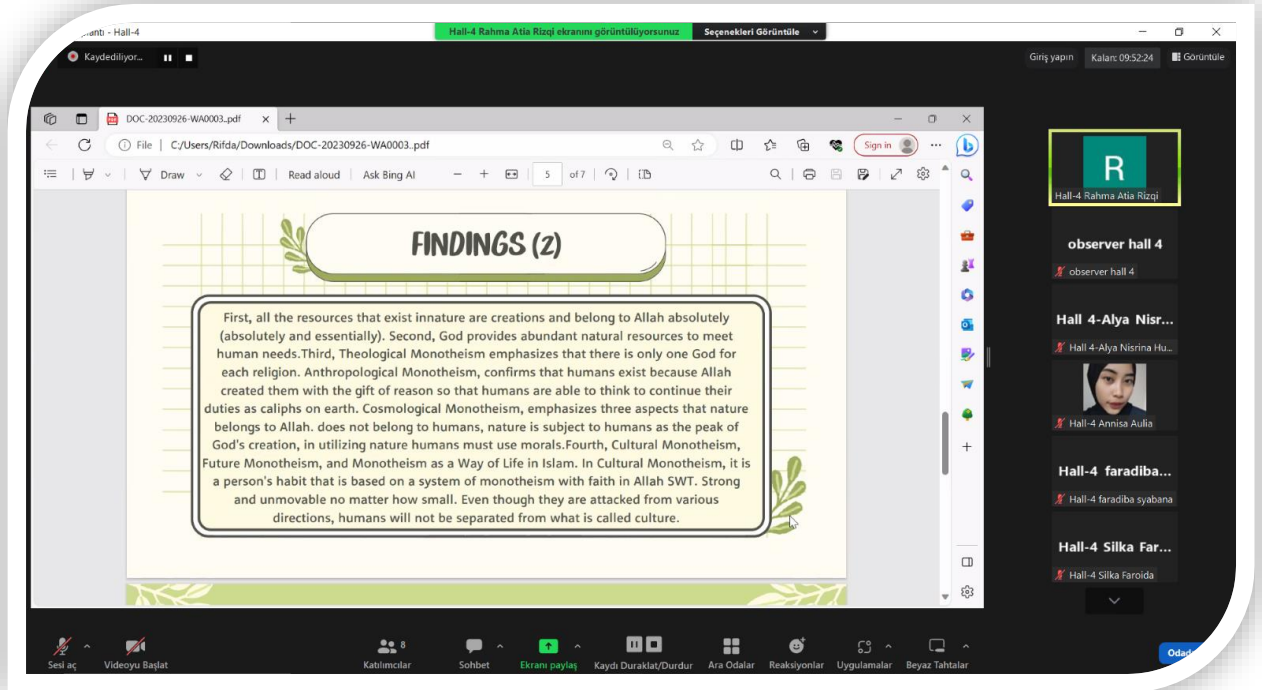 Hall-4
Hall-4 Rahma Atia Rizqi ekranını görüntülüyorsunuz
Seçenekleri Görüntüle
Kaydediliyor...
Giriş yapın
Kalan: 09:52:24
Görüntüle
DOC-20230926-WA0003_.pdf
File
C:/Users/Rifda/Downloads/DOC-20230926-WA0003_.pdf
Sign in
Draw
Read aloud
Ask Bing AI
5 of 7
FINDINGS (2)
First, all the resources that exist innature are creations and belong to Allah absolutely
(absolutely and essentially). Second, God provides abundant natural resources to meet
human needs.Third, Theological Monotheism emphasizes that there is only one God for
each religion. Anthropological Monotheism, confirms that humans exist because Allah
created them with the gift of reason so that humans are able to think to continue their
duties as caliphs on earth. Cosmological Monotheism, emphasizes three aspects that nature
belongs to Allah. does not belong to humans, nature is subject to humans as the peak of
God's creation, in utilizing nature humans must use morals.Fourth, Cultural Monotheism,
Future Monotheism, and Monotheism as a Way of Life in Islam. In Cultural Monotheism, it is
a person's habit that is based on a system of monotheism with faith in Allah SWT. Strong
and unmovable no matter how small. Even though they are attacked from various
directions, humans will not be separated from what is called culture.
R
Hall-4 Rahma Atia Rizqi
observer hall 4
observer hall 4
Hall 4-Alya Nisr...
Hall 4-Alya Nisrina Hu...
Hall-4 Annisa Aulia
Hall-4 faradiba...
Hall-4 faradiba syabana
Hall-4 Silka Far...
Hall-4 Silka Faroida
Sesi aç
Videoyu Başlat
8
Katılımcılar
Sohbet
Ekranı paylaş
Kaydı Duraklat/Durdur
Ara Odalar
Reaksiyonlar
Uygulamalar
Beyaz Tahtalar